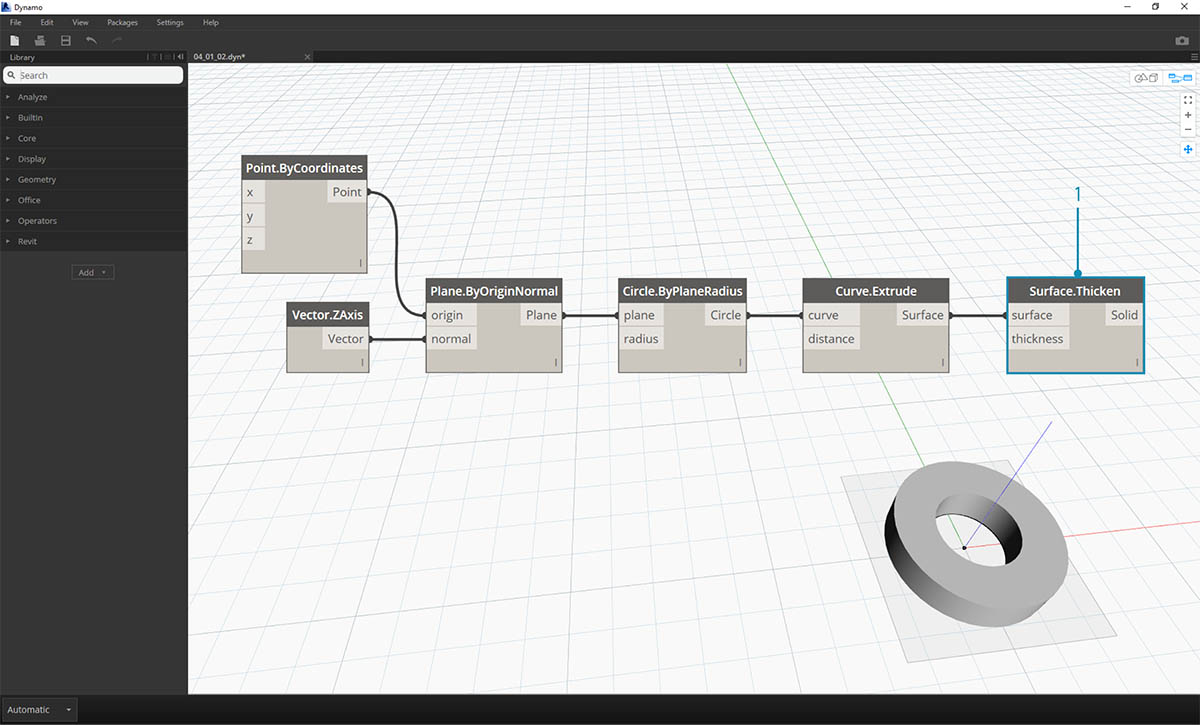 Dynamo
File Edit View Packages Settings Help
Library
04_01_02.dyn*
Search
Analyze
BuiltIn
Core
Display
Geometry
Office
Operators
Revit
Add
Point.ByCoordinates
x Point
y
z
Vector.ZAxis
Vector
Plane.ByOriginNormal
origin Plane
normal
Circle.ByPlaneRadius
plane Circle
radius
Curve.Extrude
curve Surface
distance
1
Surface.Thicken
surface Solid
thickness
Automatic